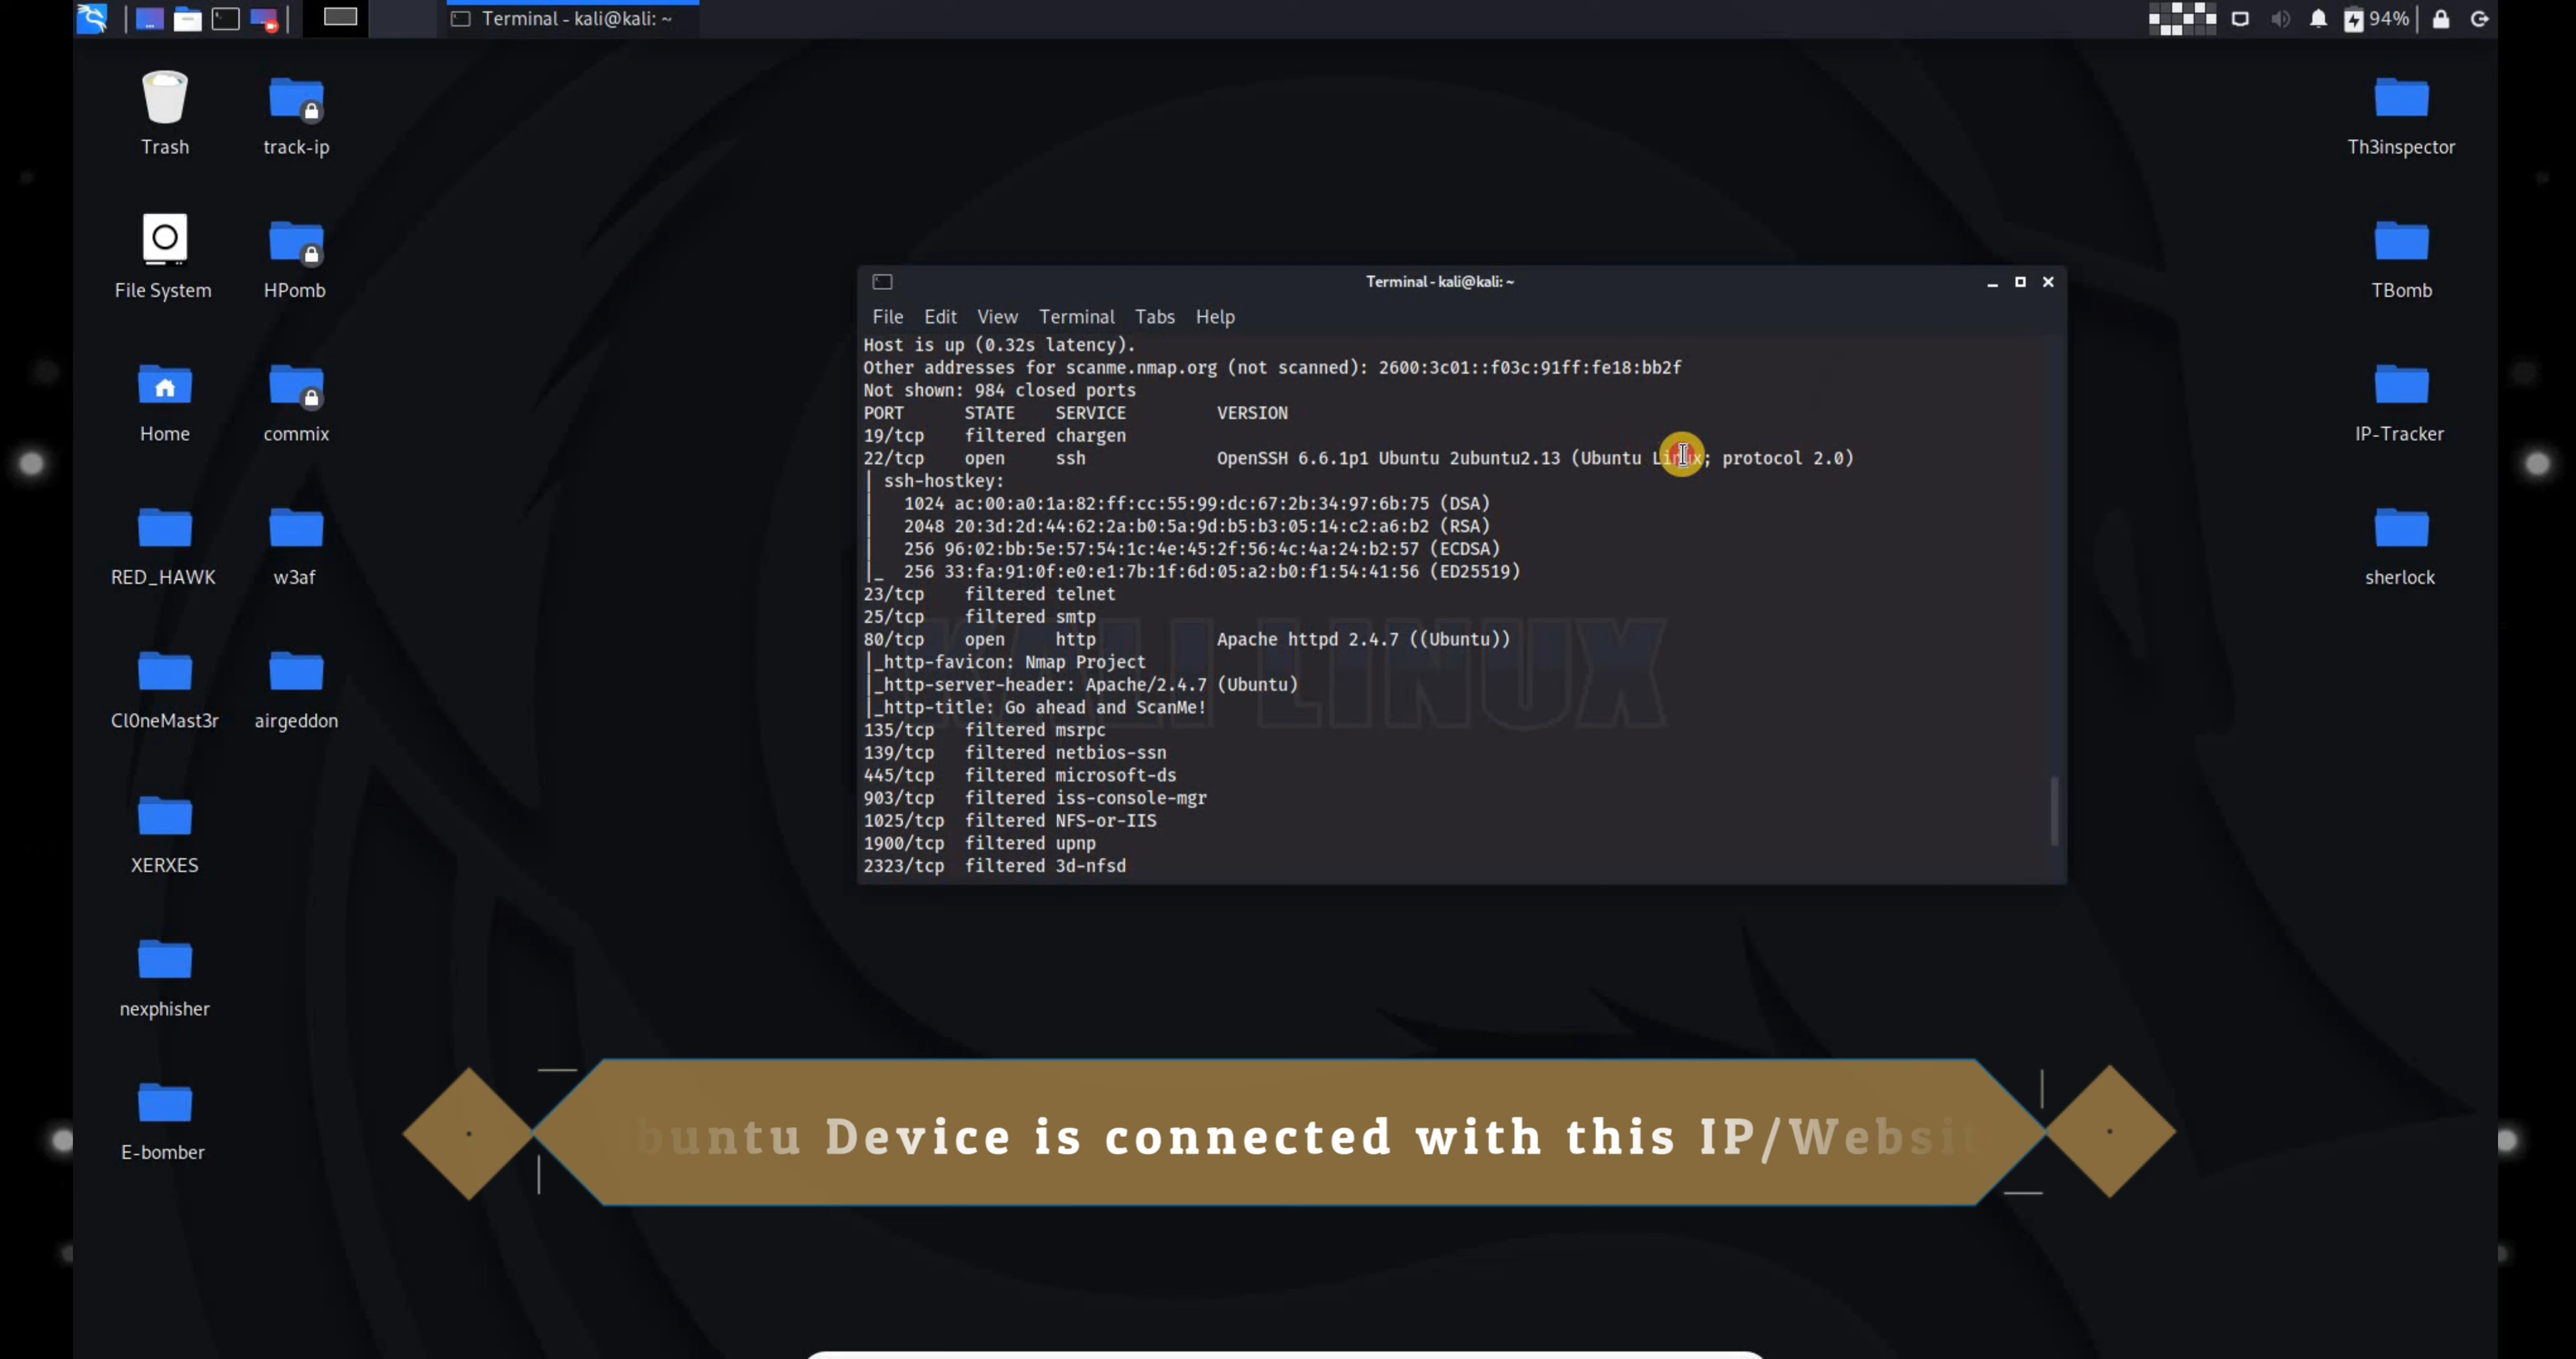 Terminal - kali@kali: ~
94%
Trash
track-ip
Th3inspector
File System
HPomb
TBomb
Home
commix
IP-Tracker
RED_HAWK
w3af
sherlock
Cl0neMast3r
airgeddon
XERXES
nexphisher
E-bomber
Terminal - kali@kali: ~
File Edit View Terminal Tabs Help
Host is up (0.32s latency).
Other addresses for scanme.nmap.org (not scanned): 2600:3c01::f03c:91ff:fe18:bb2f
Not shown: 984 closed ports
PORT STATE SERVICE VERSION
19/tcp filtered chargen
22/tcp open ssh OpenSSH 6.6.1p1 Ubuntu 2ubuntu2.13 (Ubuntu Linux; protocol 2.0)
| ssh-hostkey:
| 1024 ac:00:a0:1a:82:ff:cc:55:99:dc:67:2b:34:97:6b:75 (DSA)
| 2048 20:3d:2d:44:62:2a:b0:5a:9d:b5:b3:05:14:c2:a6:b2 (RSA)
| 256 96:02:bb:5e:57:54:1c:4e:45:2f:56:4c:4a:24:b2:57 (ECDSA)
|_ 256 33:fa:91:0f:e0:e1:7b:1f:6d:05:a2:b0:f1:54:41:56 (ED25519)
23/tcp filtered telnet
25/tcp filtered smtp
80/tcp open http Apache httpd 2.4.7 ((Ubuntu))
|_http-favicon: Nmap Project
|_http-server-header: Apache/2.4.7 (Ubuntu)
|_http-title: Go ahead and ScanMe!
135/tcp filtered msrpc
139/tcp filtered netbios-ssn
445/tcp filtered microsoft-ds
903/tcp filtered iss-console-mgr
1025/tcp filtered NFS-or-IIS
1900/tcp filtered upnp
2323/tcp filtered 3d-nfsd
KALI LINUX
buntu Device is connected with this IP/Websit